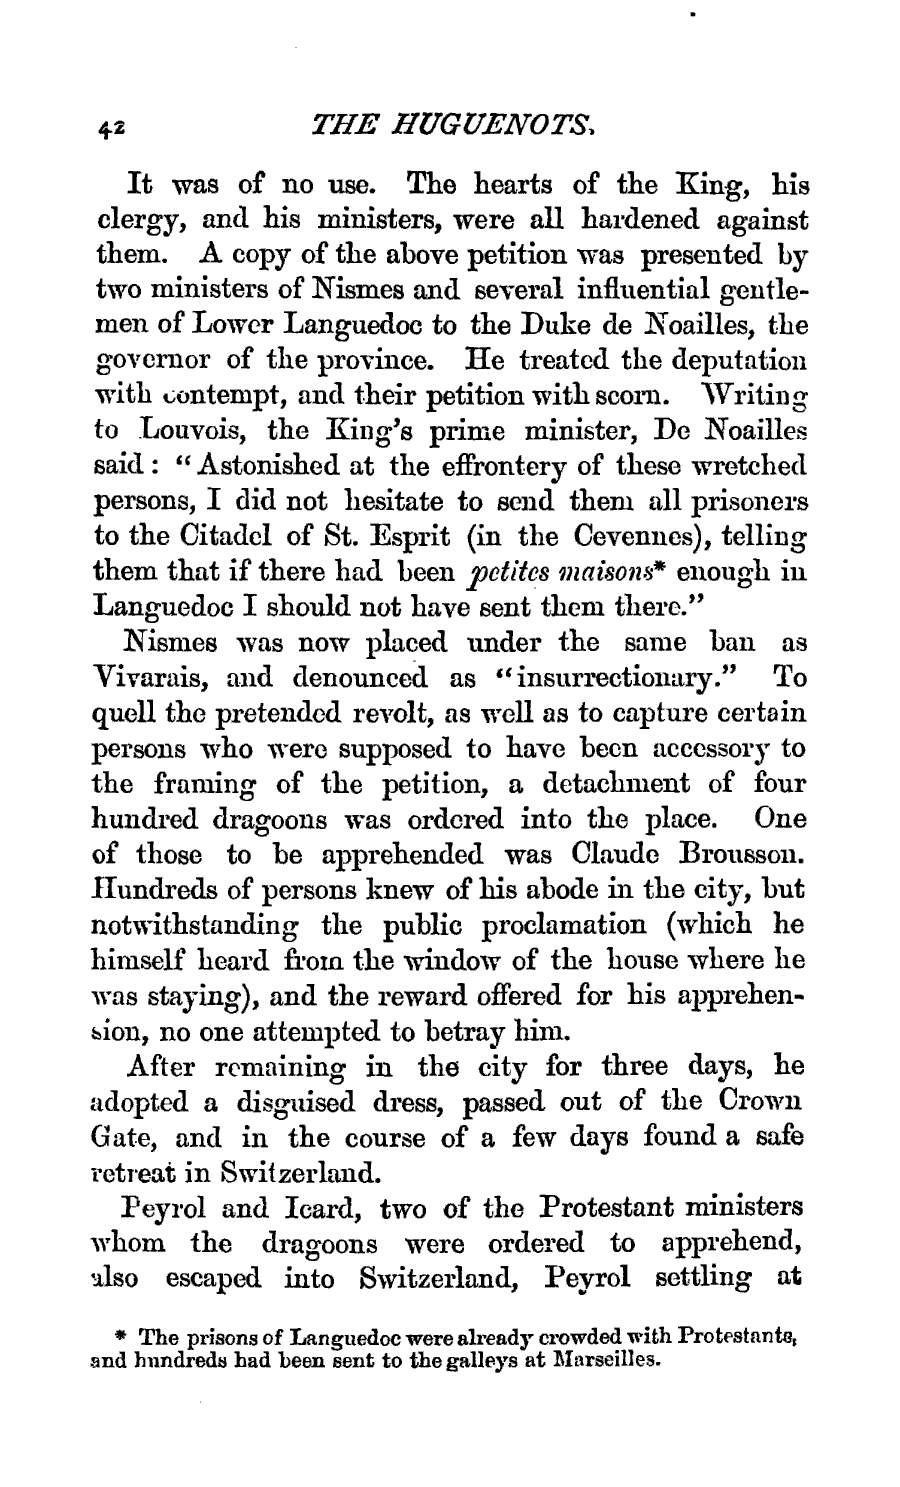 42 THE HUGUENOTS.
It was of no use. The hearts of the King, his
clergy, and his ministers, were all hardened against
them. A copy of the above petition was presented by
two ministers of Nismes and several influential gentle-
men of Lower Languedoc to the Duke de Noailles, the
governor of the province. He treated the deputation
with contempt, and their petition with scorn. Writing
to Louvois, the King's prime minister, De Noailles
said: "Astonished at the effrontery of these wretched
persons, I did not hesitate to send them all prisoners
to the Citadel of St. Esprit (in the Cevennes), telling
them that if there had been petites maisons* enough in
Languedoc I should not have sent them there."
Nismes was now placed under the same ban as
Vivarais, and denounced as "insurrectionary." To
quell the pretended revolt, as well as to capture certain
persons who were supposed to have been accessory to
the framing of the petition, a detachment of four
hundred dragoons was ordered into the place. One
of those to be apprehended was Claude Brousson.
Hundreds of persons knew of his abode in the city, but
notwithstanding the public proclamation (which he
himself heard from the window of the house where he
was staying), and the reward offered for his apprehen-
sion, no one attempted to betray him.
After remaining in the city for three days, he
adopted a disguised dress, passed out of the Crown
Gate, and in the course of a few days found a safe
retreat in Switzerland.
Peyrol and Icard, two of the Protestant ministers
whom the dragoons were ordered to apprehend,
also escaped into Switzerland, Peyrol settling at
* The prisons of Languedoc were already crowded with Protestants,
and hundreds had been sent to the galleys at Marseilles.